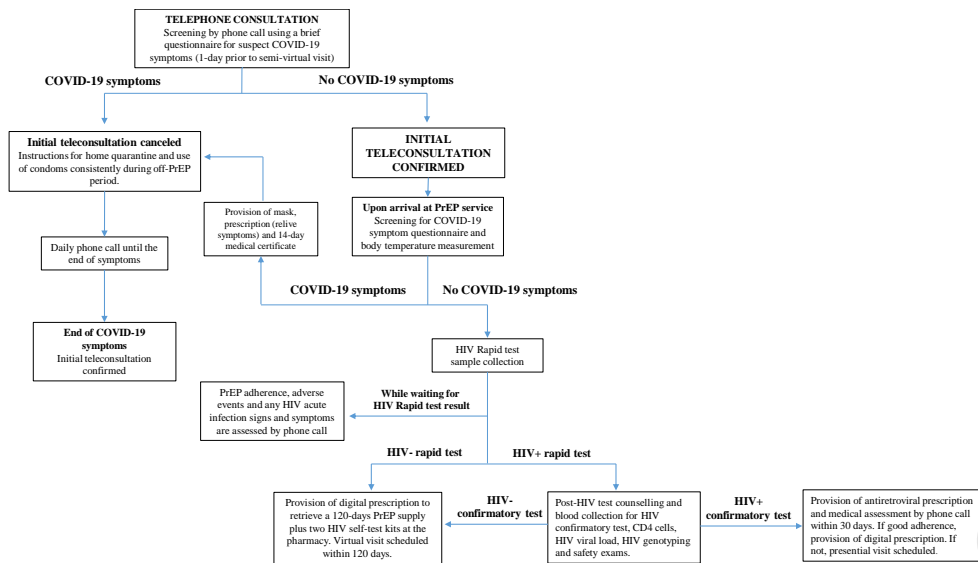 TELEPHONE CONSULTATION
Screening by phone call using a brief
questionnaire for suspect COVID-19
symptoms (1-day prior to semi-virtual visit)
COVID-19 symptoms
No COVID-19 symptoms
Initial teleconsultation canceled
Instructions for home quarantine and use
of condoms consistently during off-PrEP
period.
INITIAL
TELECONSULTATION
CONFIRMED
Provision of mask,
prescription (relive
symptoms) and 14-day
medical certificate
Upon arrival at PrEP service
Screening for COVID-19
symptom questionnaire and
body temperature measurement
Daily phone call until the
end of symptoms
COVID-19 symptoms
No COVID-19 symptoms
End of COVID-19
symptoms
Initial teleconsultation
confirmed
HIV Rapid test
sample collection
PrEP adherence, adverse
events and any HIV acute
infection signs and symptoms
are assessed by phone call
While waiting for
HIV Rapid test result
HIV- rapid test
HIV+ rapid test
Provision of digital prescription to
retrieve a 120-days PrEP supply
plus two HIV self-test kits at the
pharmacy. Virtual visit scheduled
within 120 days.
HIV-
confirmatory test
Post-HIV test counselling and
blood collection for HIV
confirmatory test, CD4 cells,
HIV viral load, HIV genotyping
and safety exams.
HIV+
confirmatory test
Provision of antiretroviral prescription
and medical assessment by phone call
within 30 days. If good adherence,
provision of digital prescription. If
not, presential visit scheduled.